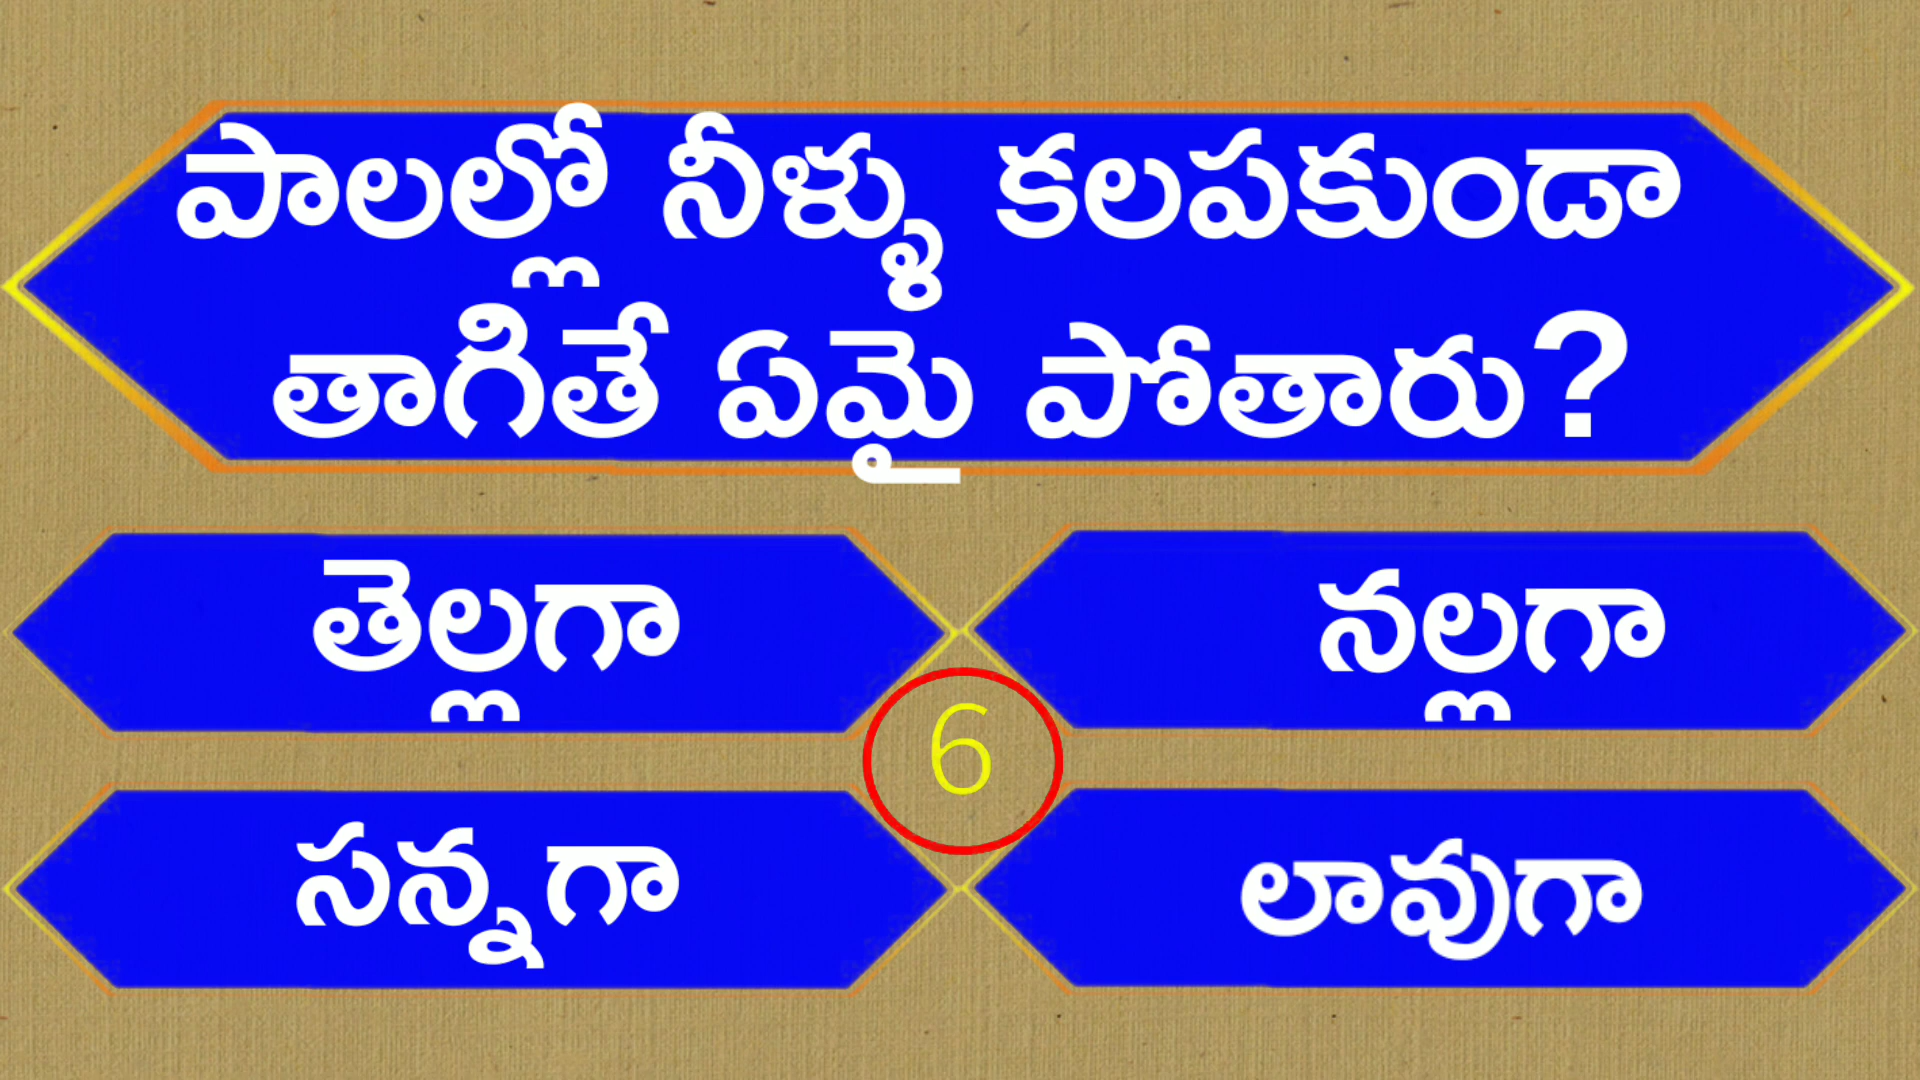 పాలల్లో నీళ్ళు కలపకుండా
తాగితే ఏమై పోతారు?
తెల్లగా
నల్లగా
6
సన్నగా
లావుగా